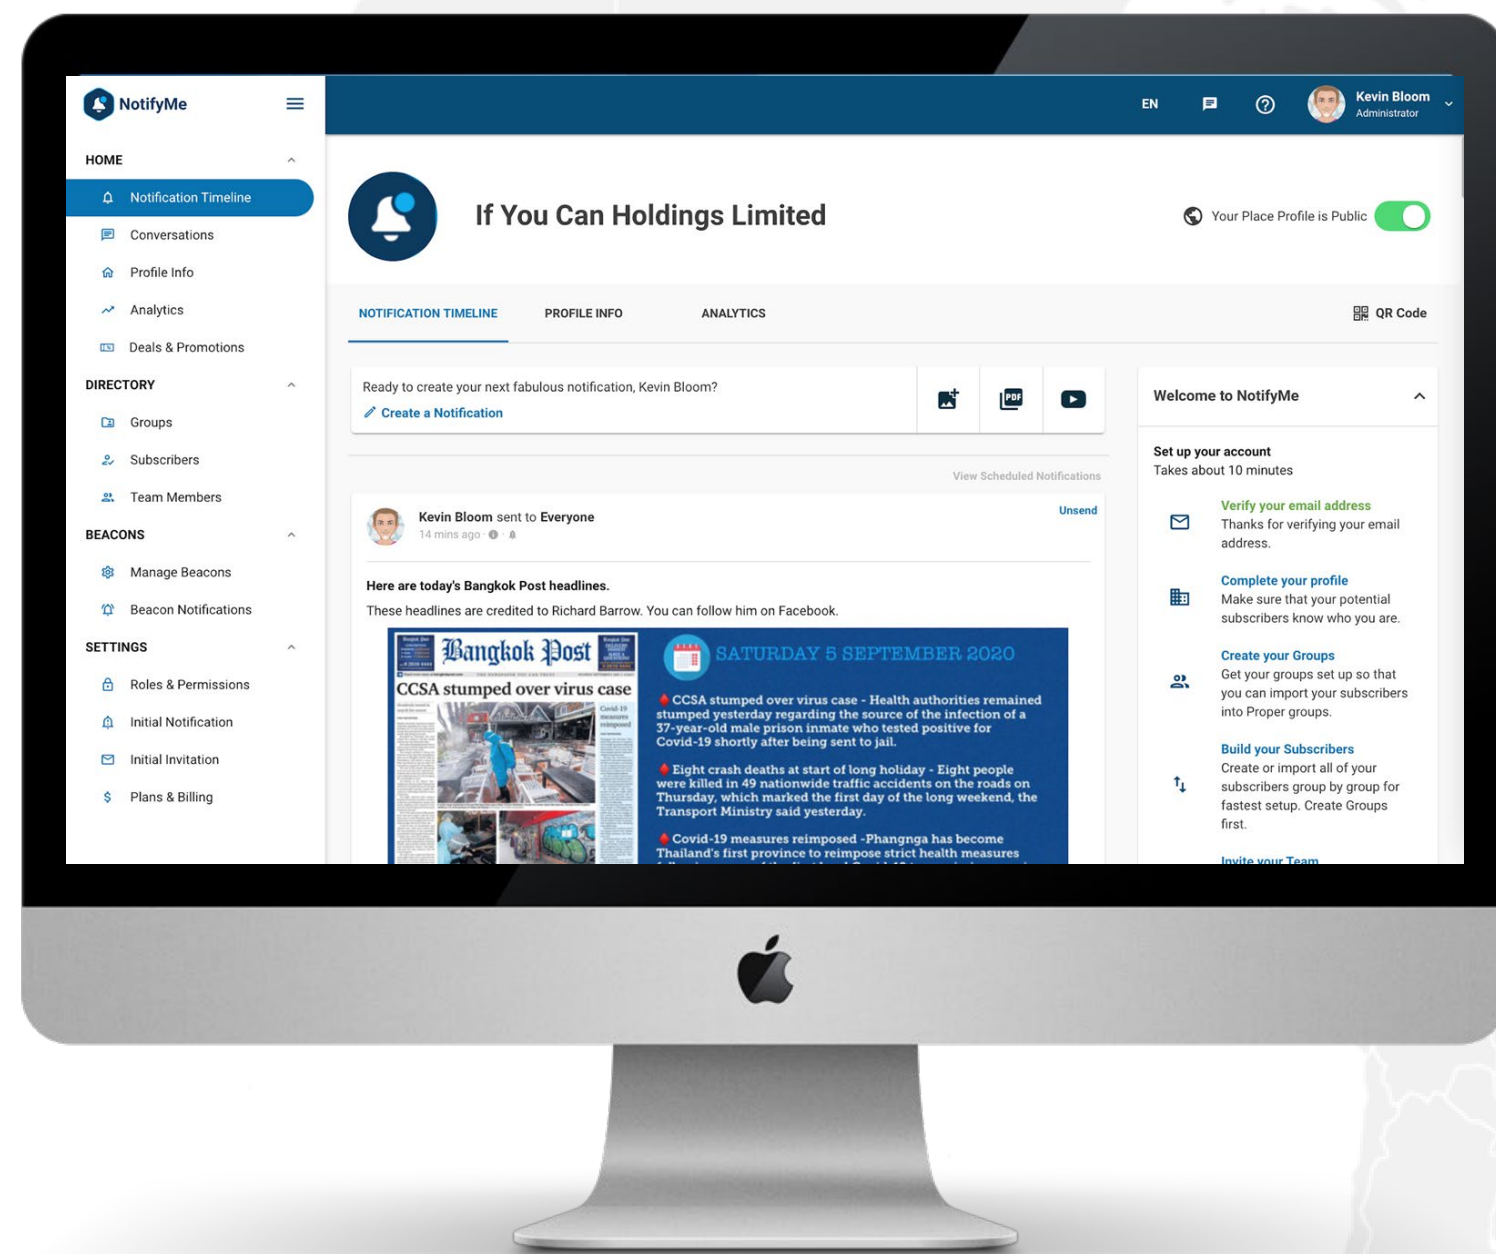 NotifyMe
EN
Kevin Bloom
Administrator
HOME
Notification Timeline
Conversations
Profile Info
Analytics
Deals & Promotions
DIRECTORY
Groups
Subscribers
Team Members
BEACONS
Manage Beacons
Beacon Notifications
SETTINGS
Roles & Permissions
Initial Notification
Initial Invitation
Plans & Billing
If You Can Holdings Limited
Your Place Profile is Public
NOTIFICATION TIMELINE
PROFILE INFO
ANALYTICS
QR Code
Ready to create your next fabulous notification, Kevin Bloom?
Create a Notification
PDF
View Scheduled Notifications
Kevin Bloom sent to Everyone
14 mins ago
Unsend
Here are today's Bangkok Post headlines.
These headlines are credited to Richard Barrow. You can follow him on Facebook.
Bangkok Post
CCSA stumped over virus case
Covid-19
measures
reimposed
SATURDAY 5 SEPTEMBER 2020
CCSA stumped over virus case - Health authorities remained
stumped yesterday regarding the source of the infection of a
37-year-old male prison inmate who tested positive for
Covid-19 shortly after being sent to jail.
Eight crash deaths at start of long holiday - Eight people
were killed in 49 nationwide traffic accidents on the roads on
Thursday, which marked the first day of the long weekend, the
Transport Ministry said yesterday.
Covid-19 measures reimposed -Phangnga has become
Thailand's first province to reimpose strict health measures
Welcome to NotifyMe
Set up your account
Takes about 10 minutes
Verify your email address
Thanks for verifying your email
address.
Complete your profile
Make sure that your potential
subscribers know who you are.
Create your Groups
Get your groups set up so that
you can import your subscribers
into Proper groups.
Build your Subscribers
Create or import all of your
subscribers group by group for
fastest setup. Create Groups
first.
Invite your Team